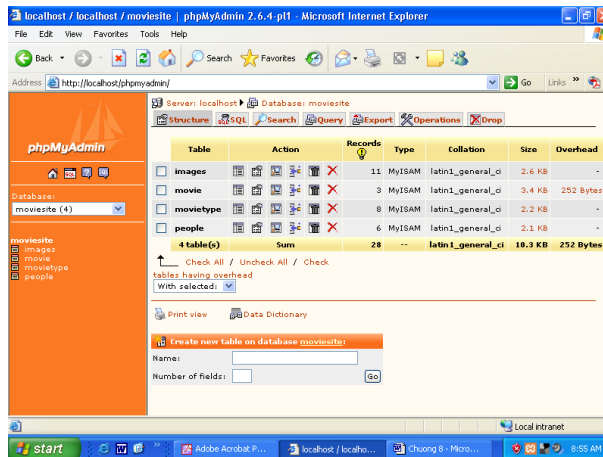 localhost / localhost / moviesite | phpMyAdmin 2.6.4-pl1 - Microsoft Internet Explorer
File Edit View Favorites Tools Help
Back Search Favorites
Address http://localhost/phpmyadmin/ Go Links »
phpMyAdmin
Database:
moviesite (4)
moviesite
images
movie
movietype
people
Server: localhost Database: moviesite
Structure SQL Search Query Export Operations Drop
Table Action Records Type Collation Size Overhead
images 11 MyISAM latin1_general_ci 2.6 KB
movie 3 MyISAM latin1_general_ci 3.4 KB 252 Bytes
movietype 8 MyISAM latin1_general_ci 2.2 KB
people 6 MyISAM latin1_general_ci 2.1 KB
4 table(s) Sum 28 -- latin1_general_ci 10.3 KB 252 Bytes
Check All / Uncheck All / Check
tables having overhead
With selected:
Print view Data Dictionary
Create new table on database moviesite:
Name:
Number of fields: Go
Local intranet
start » Adobe Acrobat P... localhost / localho... Chuong 8 - Micro... 8:55 AM